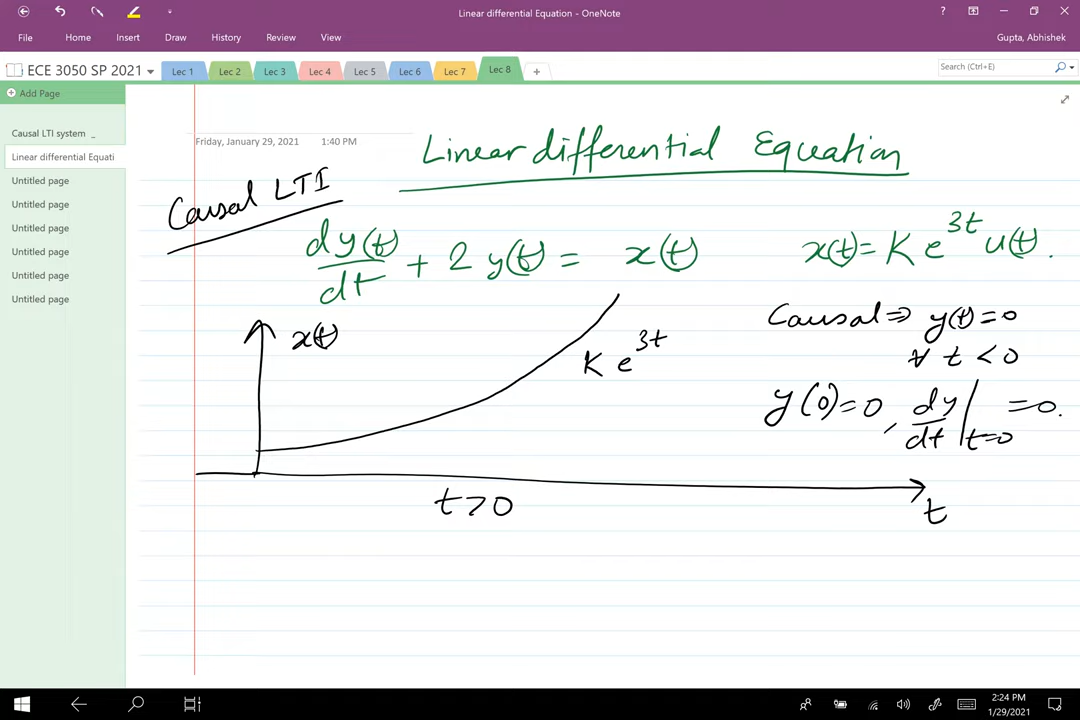 Linear differential Equation - OneNote
File Home Insert Draw History Review View
Gupta, Abhishek
ECE 3050 SP 2021
Lec 1 Lec 2 Lec 3 Lec 4 Lec 5 Lec 6 Lec 7 Lec 8
Search (Ctrl+E)
Add Page
Causal LTI system
Linear differential Equati
Untitled page
Untitled page
Untitled page
Untitled page
Untitled page
Untitled page
Friday, January 29, 2021 1:40 PM
Linear differential Equation
Causal LTI
dy(t)/dt + 2y(t) = x(t) x(t) = K e^{3t} u(t).
x(t)
K e^{3t}
Causal ⇒ y(t) = 0
∀ t < 0
y(0) = 0, dy/dt|_{t=0} = 0.
t > 0
t
2:24 PM
1/29/2021